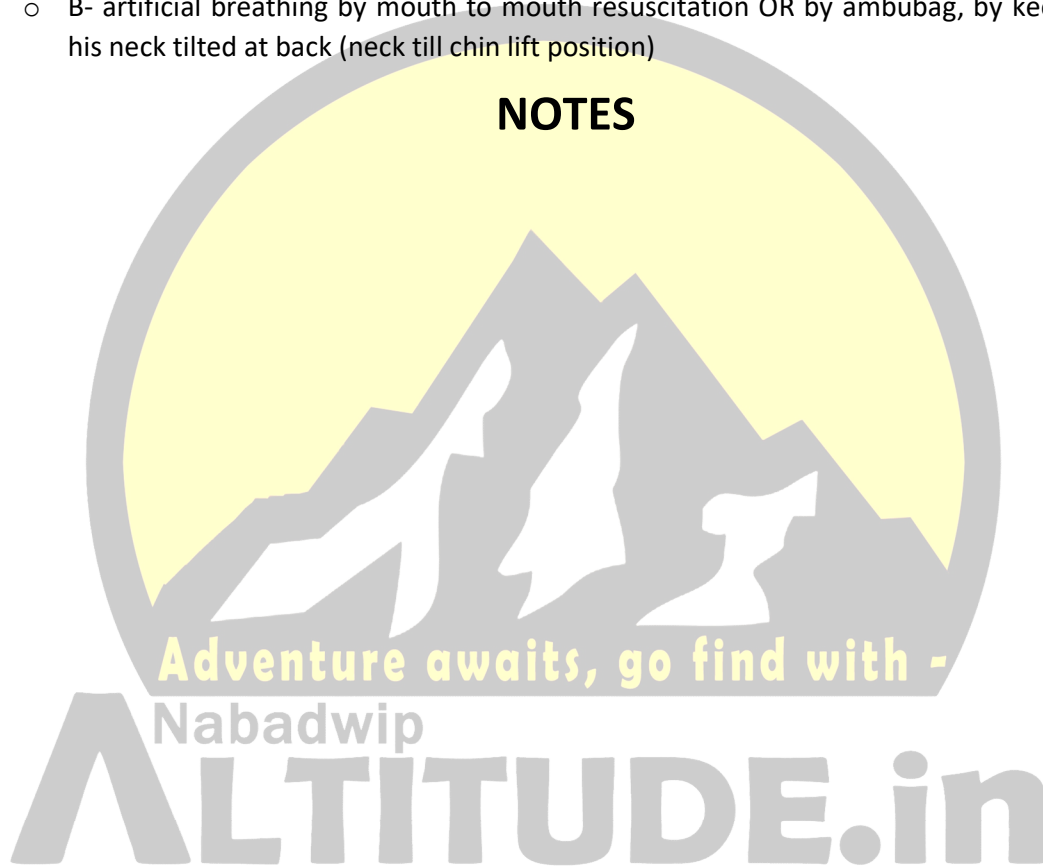 o B- artificial breathing by mouth to mouth resuscitation OR by ambubag, by
his neck tilted at back (neck till chin lift position)
NOTES
Adventure awaits, go find with -
Nabadwip
ALTITUDE.in